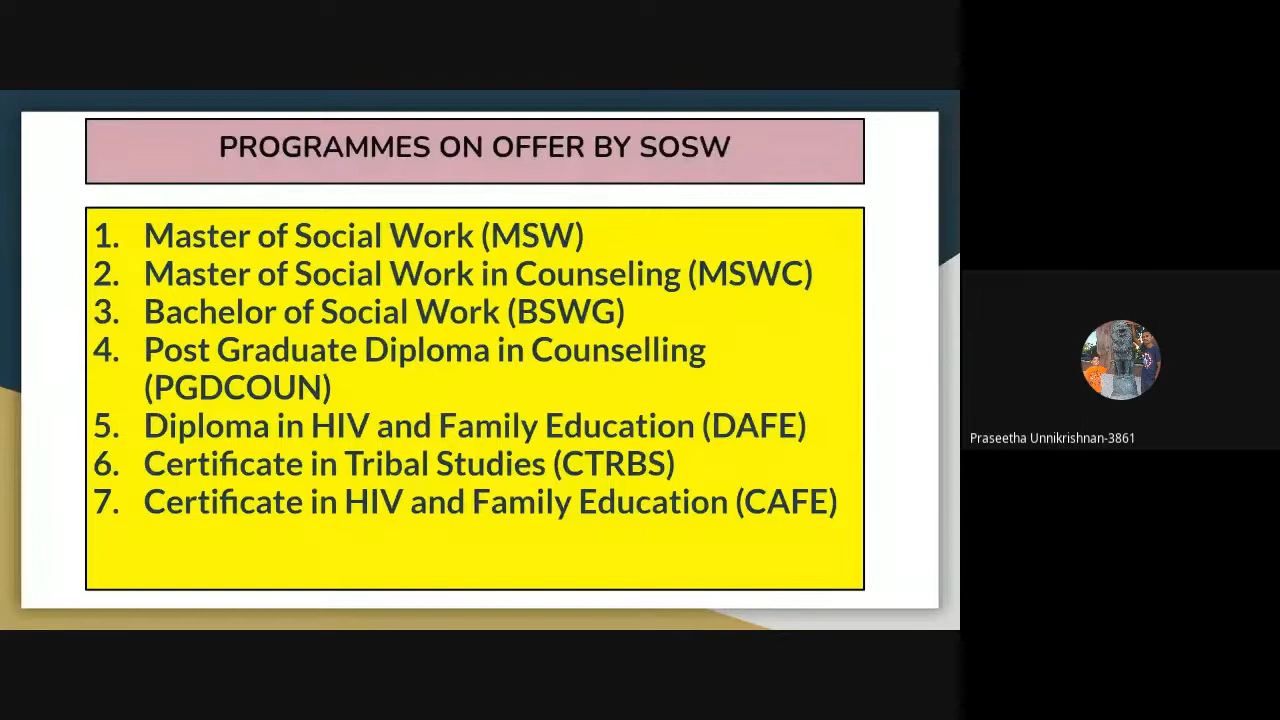 PROGRAMMES ON OFFER BY SOSW
1. Master of Social Work (MSW)
2. Master of Social Work in Counseling (MSWC)
3. Bachelor of Social Work (BSWG)
4. Post Graduate Diploma in Counselling
(PGDCOUN)
5. Diploma in HIV and Family Education (DAFE)
6. Certificate in Tribal Studies (CTRBS)
7. Certificate in HIV and Family Education (CAFE)
Praseetha Unnikrishnan-3861